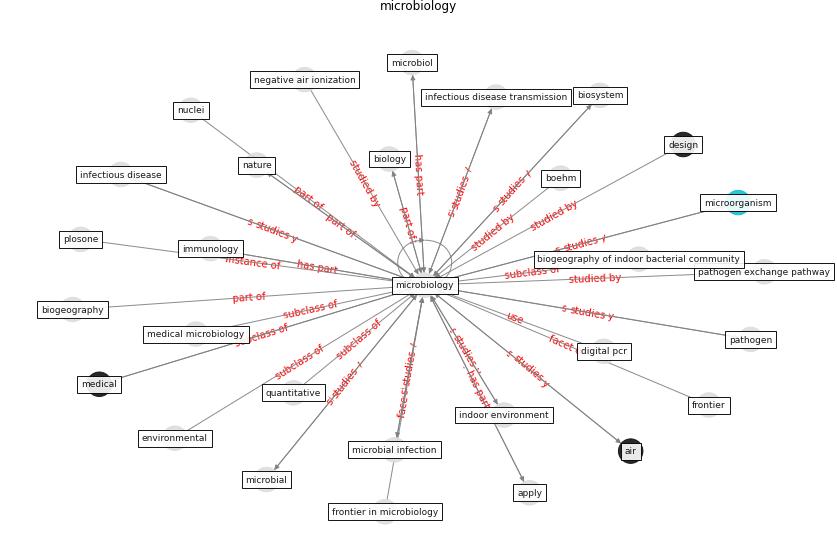 microbiology
microbiol
negative air ionization
infectious disease transmission
biosystem
nuclei
design
biology
nature
has part
boehm
infectious disease
studied by
s-studies
s-studies
microorganism
part of
part of
part of
studied by
studied by
s-studies y
s-studies y
plosone
immunology
instance of
has part
biogeography of indoor bacterial community
subclass of
studied by
pathogen exchange pathway
microbiology
part of
biogeography
subclass of
use
s studies y
medical microbiology
subclass of
facet
digital pcr
pathogen
subclass of
subclass of
s-studies
s-studies
s-studies y
s-studies y
medical
quantitative
face
has part
frontier
indoor environment
environmental
microbial infection
air
microbial
apply
frontier in microbiology